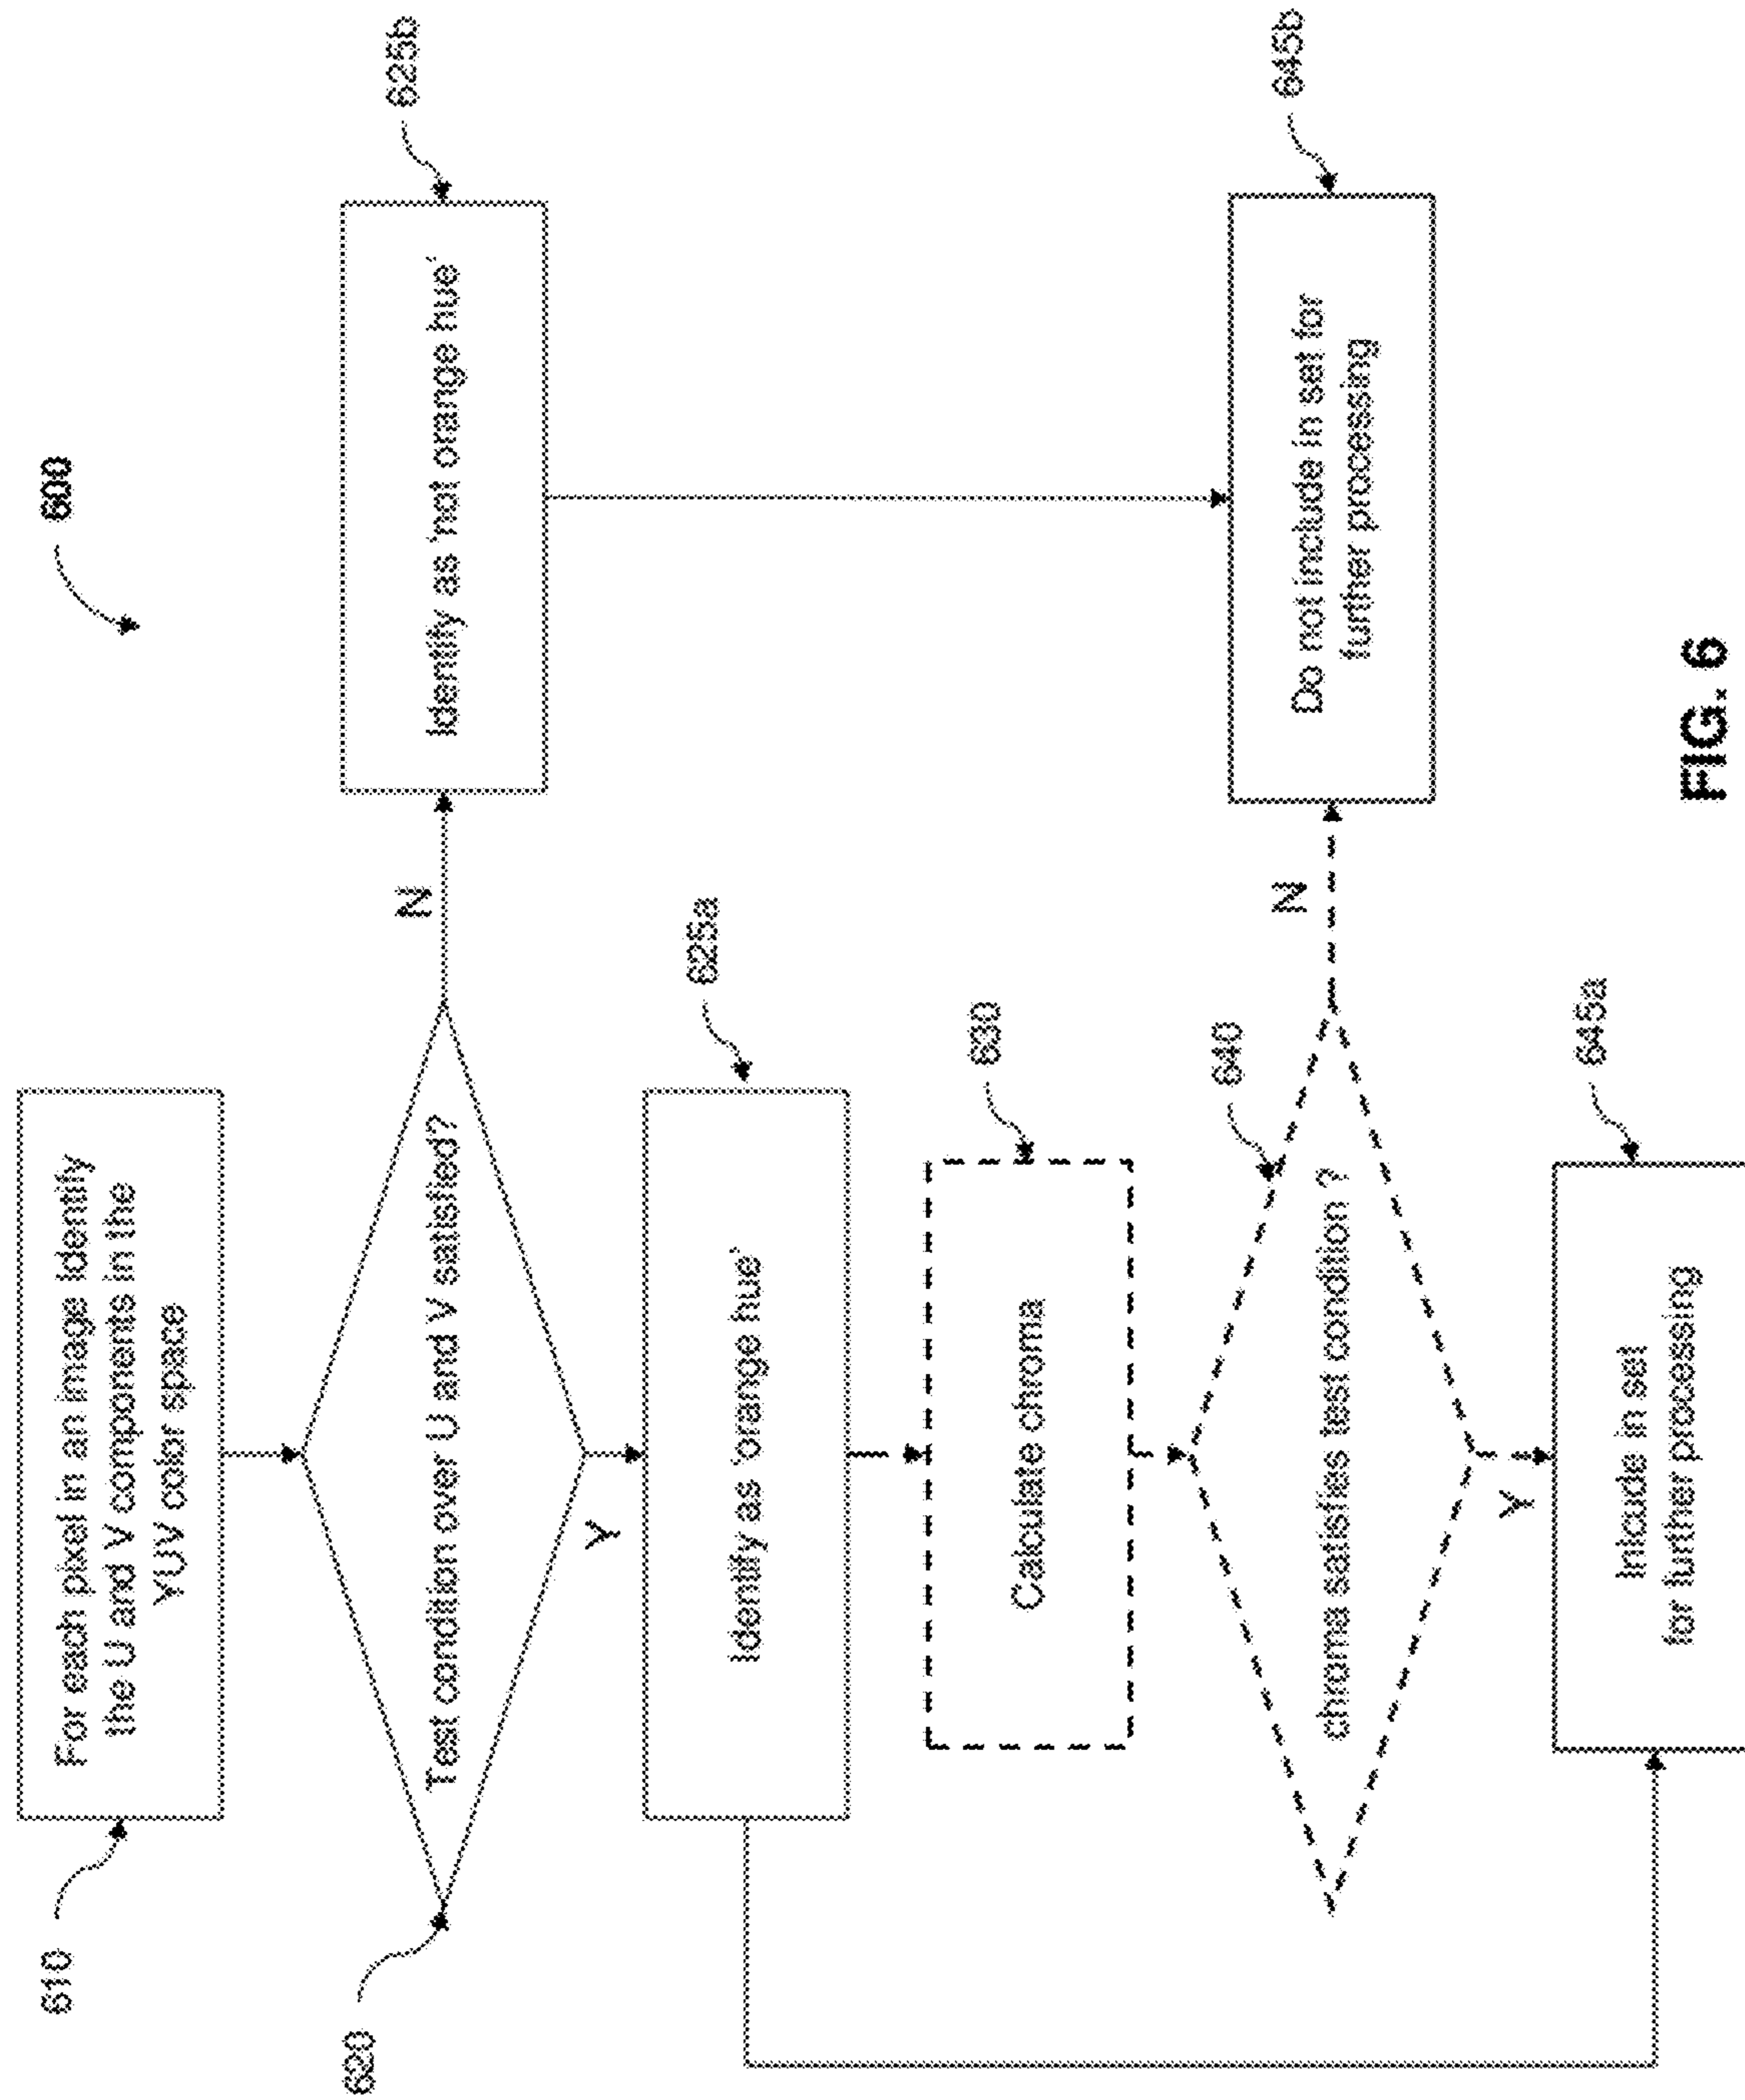 600
610
For each pixel in an image identify
the U and V components in the
YUV color space
620
Test condition over U and V satisfied?
N
625b
Identify as 'not orange hue'
Y
625a
Identify as 'orange hue'
630
Calculate chroma
640
chroma satisfies test condition ?
N
645b
Do not include in set for
further processing
Y
645a
Inlcude in set
for further processing
FIG. 6